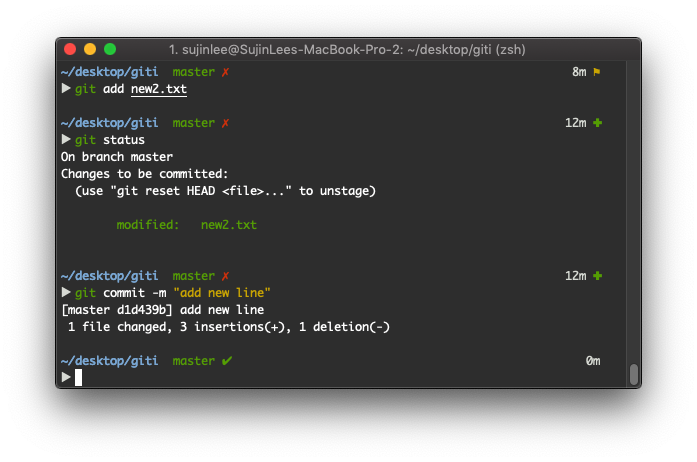 1. sujinlee@SujinLees-MacBook-Pro-2: ~/desktop/giti (zsh)
~/desktop/giti master ✗ 8m ⚑
▶ git add new2.txt
~/desktop/giti master ✗ 12m ✚
▶ git status
On branch master
Changes to be committed:
(use "git reset HEAD <file>..." to unstage)
modified: new2.txt
~/desktop/giti master ✗ 12m ✚
▶ git commit -m "add new line"
[master d1d439b] add new line
1 file changed, 3 insertions(+), 1 deletion(-)
~/desktop/giti master ✔ 0m
▶